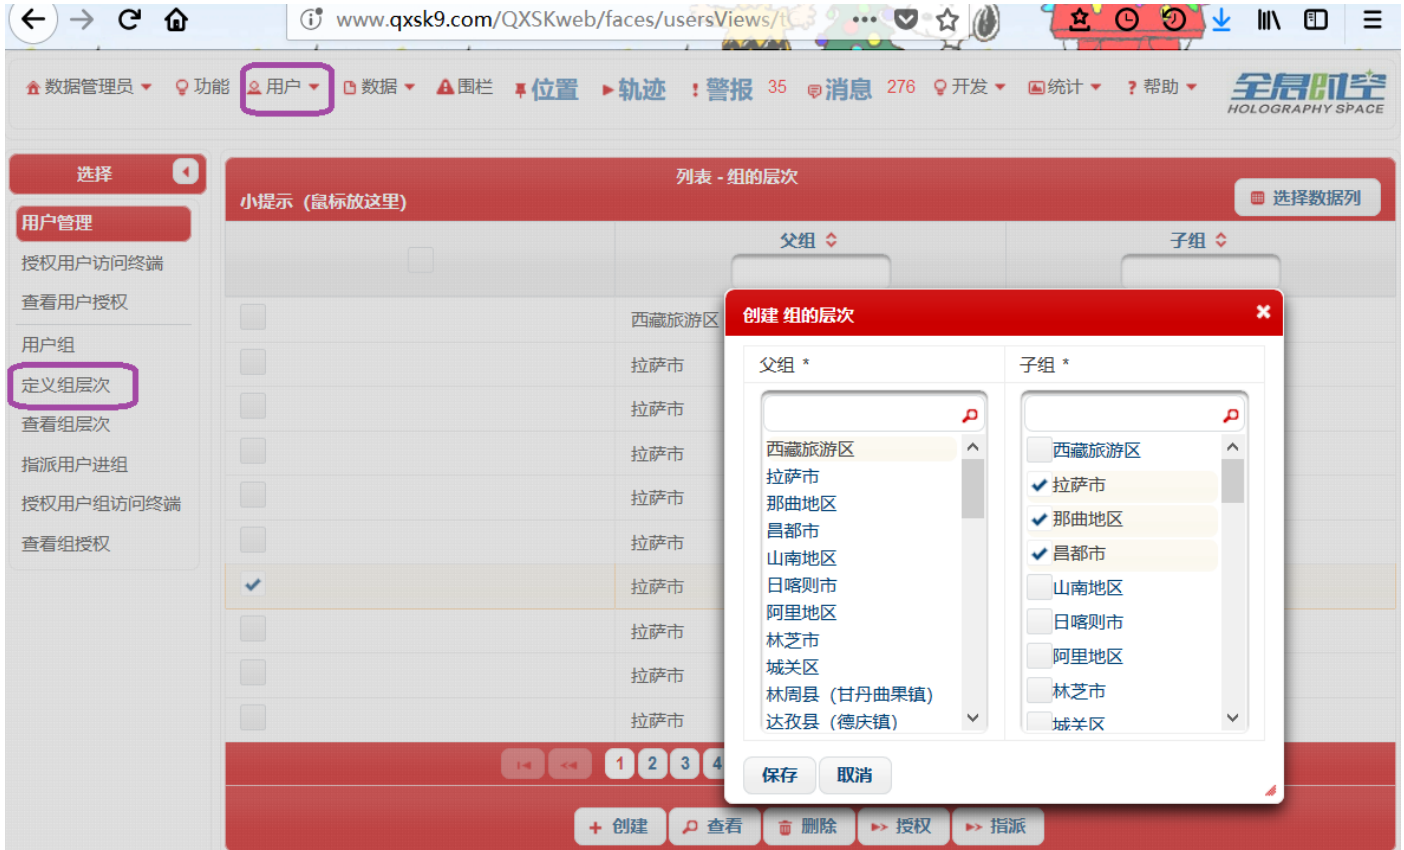 www.qxsk9.com/QXSKweb/faces/usersViews/t
数据管理员 功能 用户 数据 围栏 位置 轨迹 警报 35 消息 276 开发 统计 ? 帮助
全息时空
HOLOGRAPHY SPACE
选择
用户管理
授权用户访问终端
查看用户授权
用户组
定义组层次
查看组层次
指派用户进组
授权用户组访问终端
查看组授权
列表 - 组的层次
小提示（鼠标放这里）
选择数据列
父组 子组
西藏旅游区
拉萨市
拉萨市
拉萨市
拉萨市
拉萨市
拉萨市
拉萨市
拉萨市
拉萨市
1 2 3 4
+ 创建 查看 删除 授权 指派
创建 组的层次
父组 * 子组 *
西藏旅游区
拉萨市
那曲地区
昌都市
山南地区
日喀则市
阿里地区
林芝市
城关区
林周县（甘丹曲果镇）
达孜县（德庆镇）
西藏旅游区
拉萨市
那曲地区
昌都市
山南地区
日喀则市
阿里地区
林芝市
城关区
保存 取消